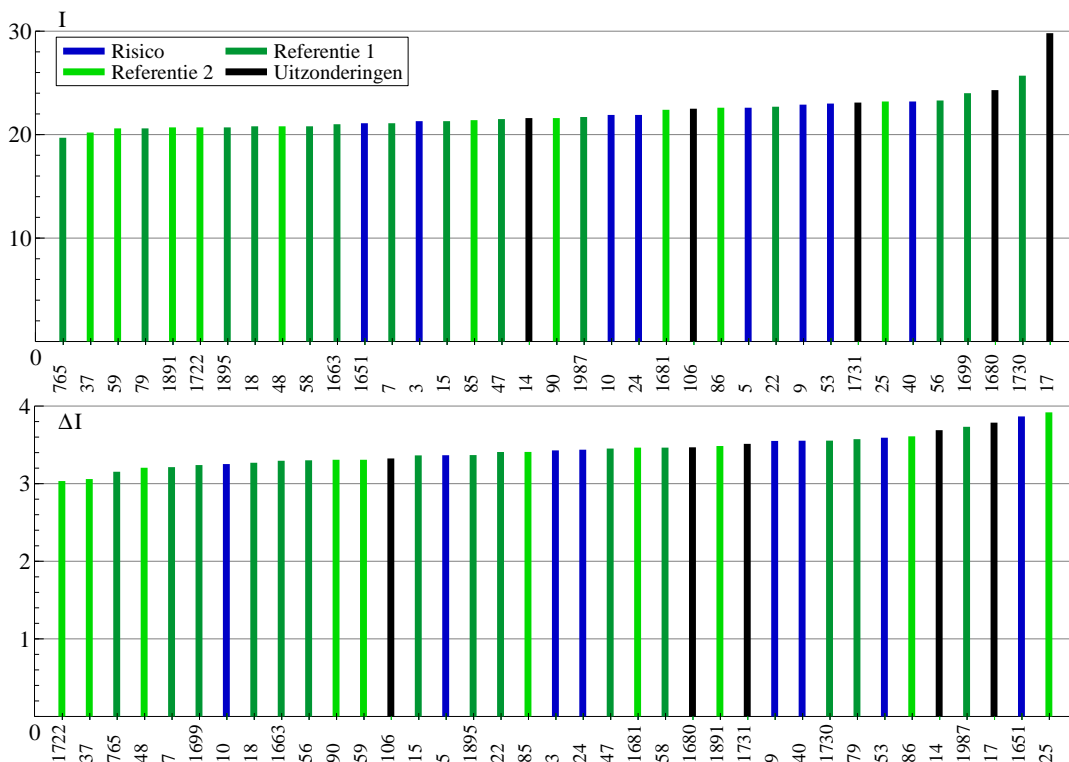 I
30
Risico
Referentie 1
Referentie 2
Uitzonderingen
20
10
0
765 37 59 79 1891 1722 1895 18 48 58 1663 1651 7 3 15 85 47 14 90 1987 10 24 1681 106 86 5 22 9 53 1731 25 40 56 1699 1680 1730 17
4
ΔI
3
2
1
0
1722 37 765 48 7 1699 10 18 1663 56 90 59 106 15 5 1895 22 85 3 24 47 1681 58 1680 1891 1731 9 40 1730 79 53 86 14 1987 17 1651 25